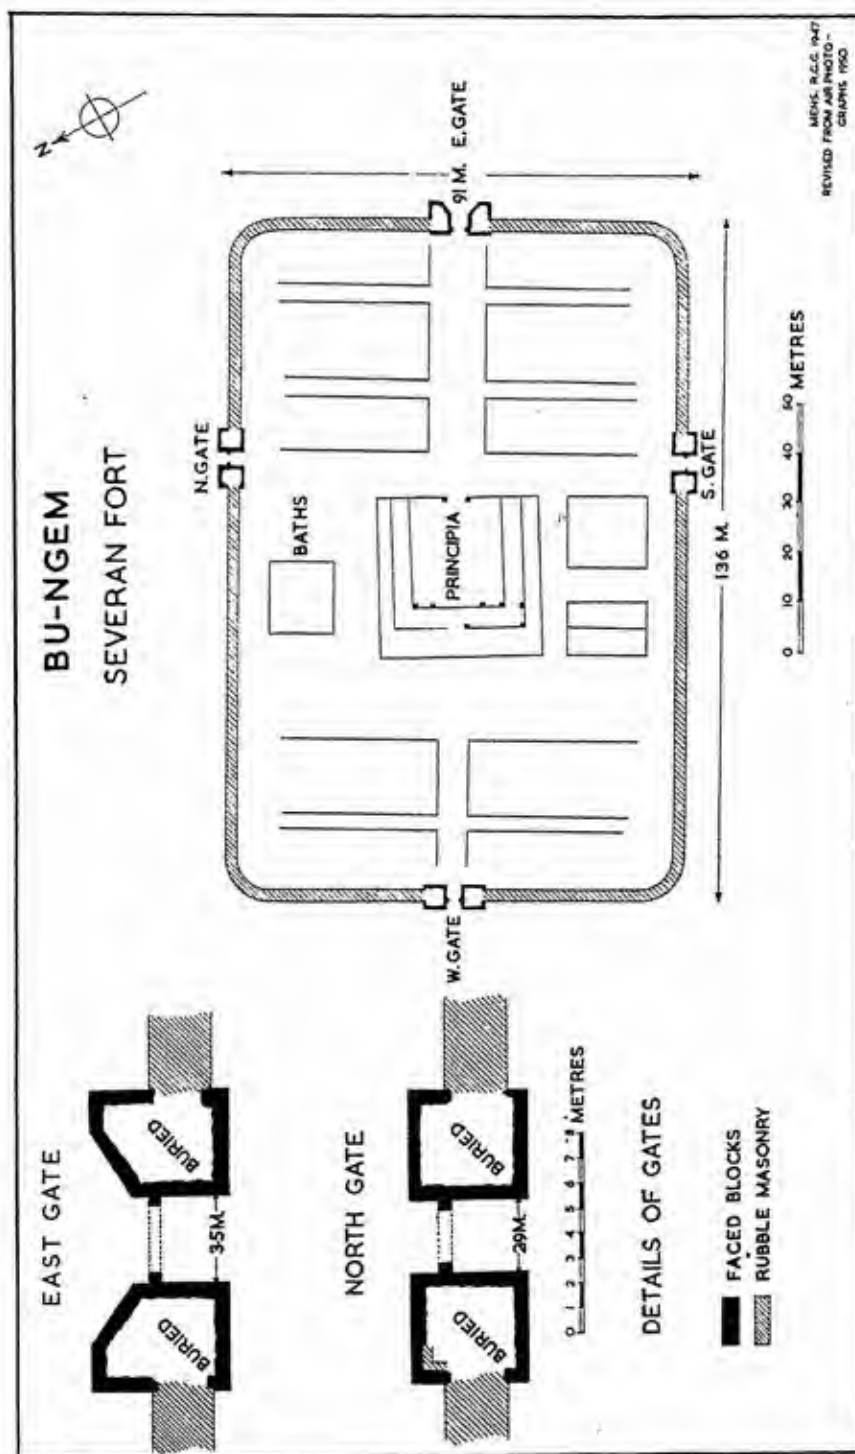 BU-NGEM
SEVERAN FORT
N
N. GATE
BATHS
PRINCIPIA
91 M.
E. GATE
W. GATE
S. GATE
136 M.
0 10 20 30 40 50 METRES
MENS. R.G.G. 1947
REVISED FROM AIR PHOTO-
GRAPHS 1950
EAST GATE
BURIED
BURIED
3·5M.
NORTH GATE
BURIED
BURIED
2·9M.
0 1 2 3 4 5 6 7 8 METRES
DETAILS OF GATES
FACED BLOCKS
RUBBLE MASONRY